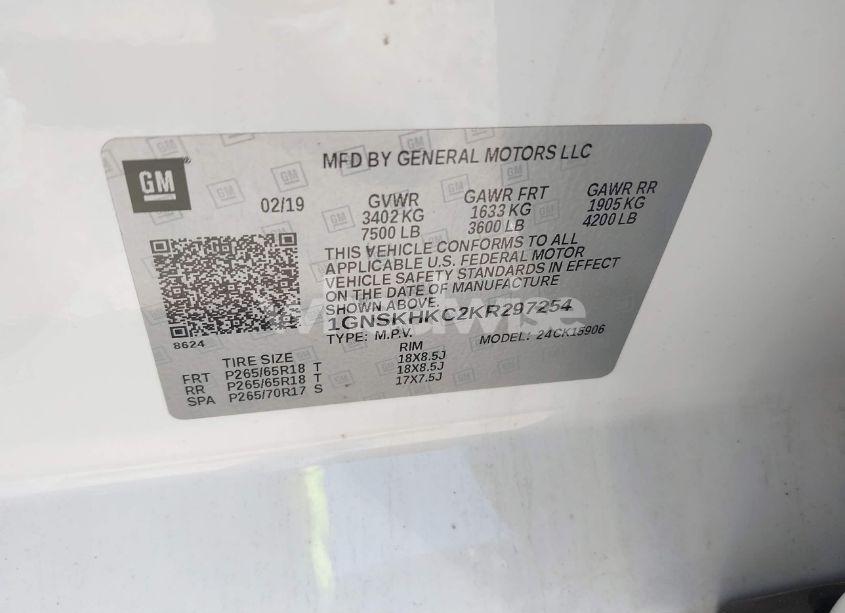 GM
MFD BY GENERAL MOTORS LLC
02/19
GVWR
3402 KG
7500 LB
GAWR FRT
1633 KG
3600 LB
GAWR RR
1905 KG
4200 LB
THIS VEHICLE CONFORMS TO ALL
APPLICABLE U.S. FEDERAL MOTOR
VEHICLE SAFETY STANDARDS IN EFFECT
ON THE DATE OF MANUFACTURE
SHOWN ABOVE.
1GNSKHKC2KR297254
TYPE: M.P.V.
MODEL: 24CK15906
8624
TIRE SIZE
RIM
FRT P265/65R18 T 18X8.5J
RR P265/65R18 T 18X8.5J
SPA P265/70R17 S 17X7.5J